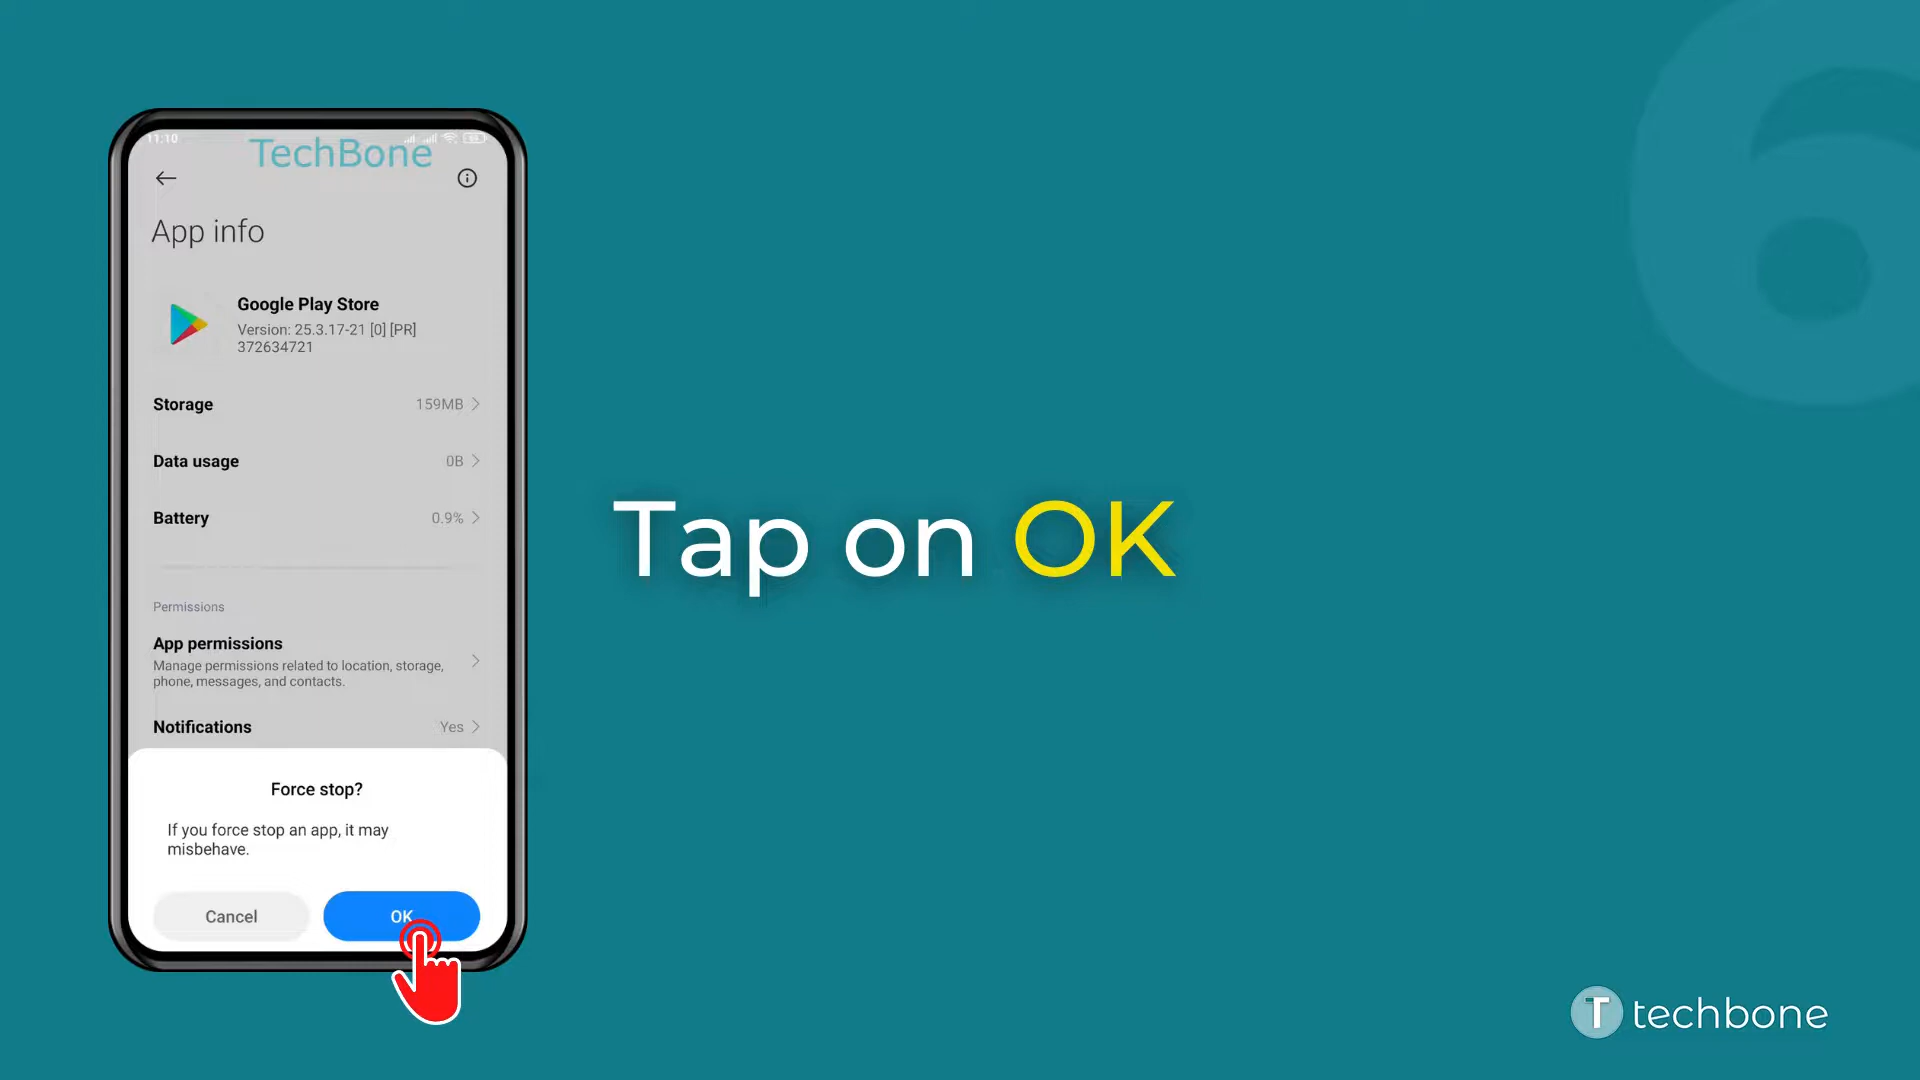 6
11:10
TechBone
App info
Google Play Store
Version: 25.3.17-21 [0] [PR]
372634721
Storage 159MB
Data usage 0B
Battery 0.9%
Permissions
App permissions
Manage permissions related to location, storage,
phone, messages, and contacts.
Notifications Yes
Force stop?
If you force stop an app, it may
misbehave.
Cancel OK
Tap on OK
T techbone